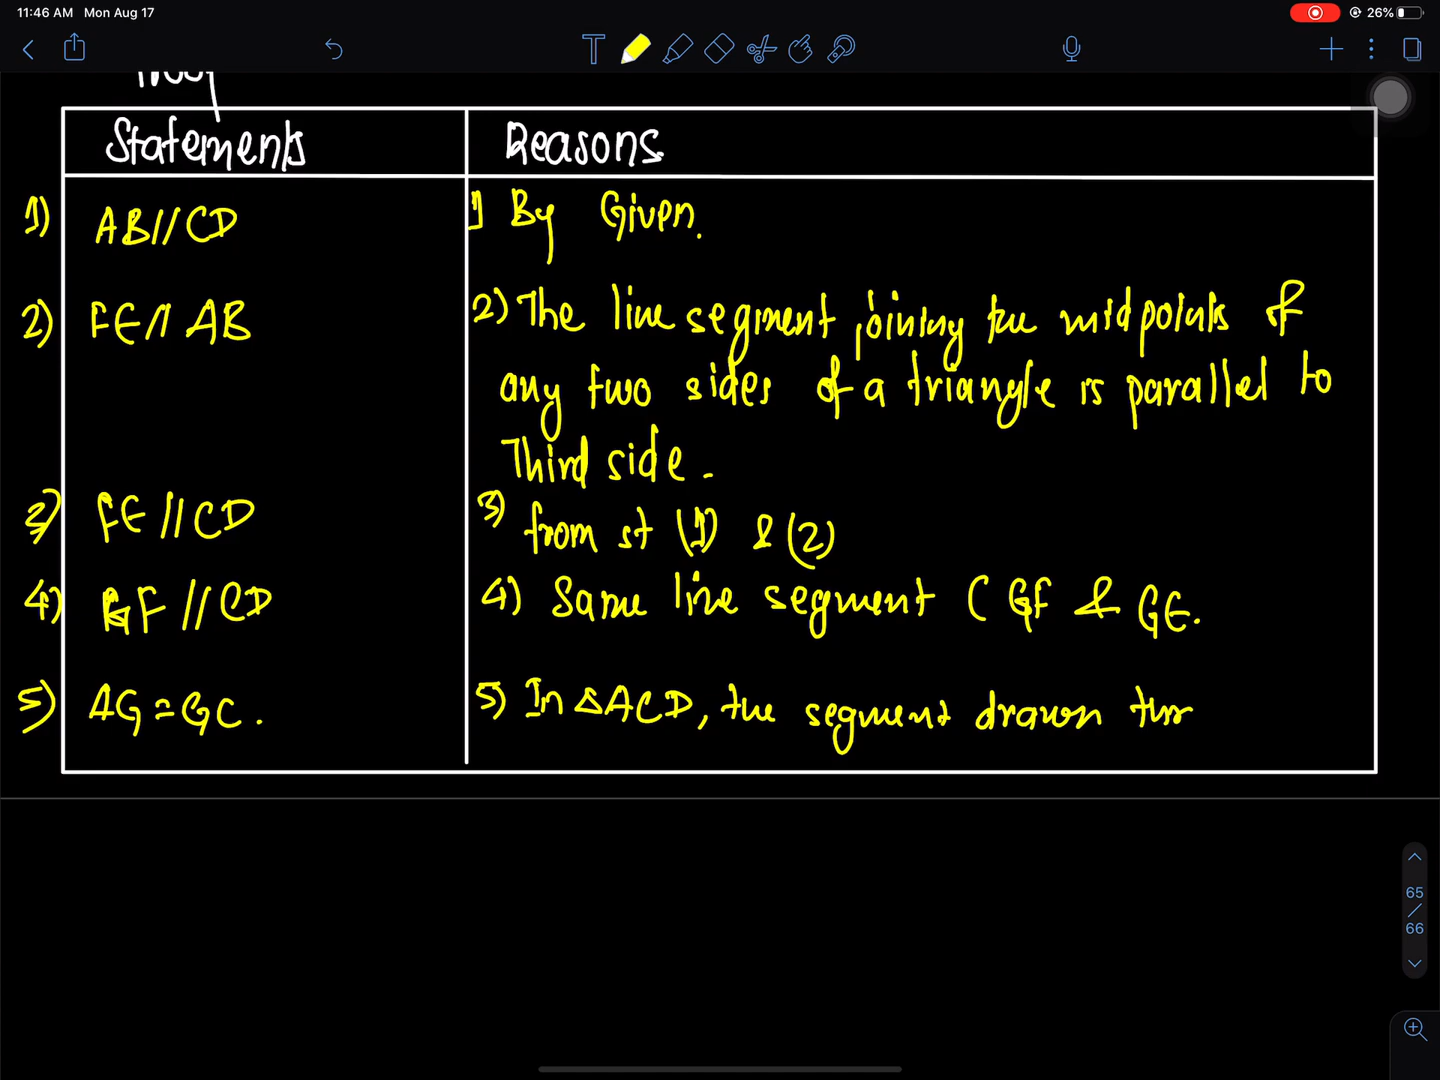 11:46 AM Mon Aug 17
26%
Proof
Statements Reasons
1) AB//CD 1) By Given.
2) FE// AB 2) The line segment joining the midpoints of
any two sides of a triangle is parallel to
Third side.
3) FE //CD 3) from st (1) & (2)
4) GF //CD 4) Same line segment ( GF & GE.
5) AG=GC. 5) In ΔACD, the segment drawn thr
65
/
66